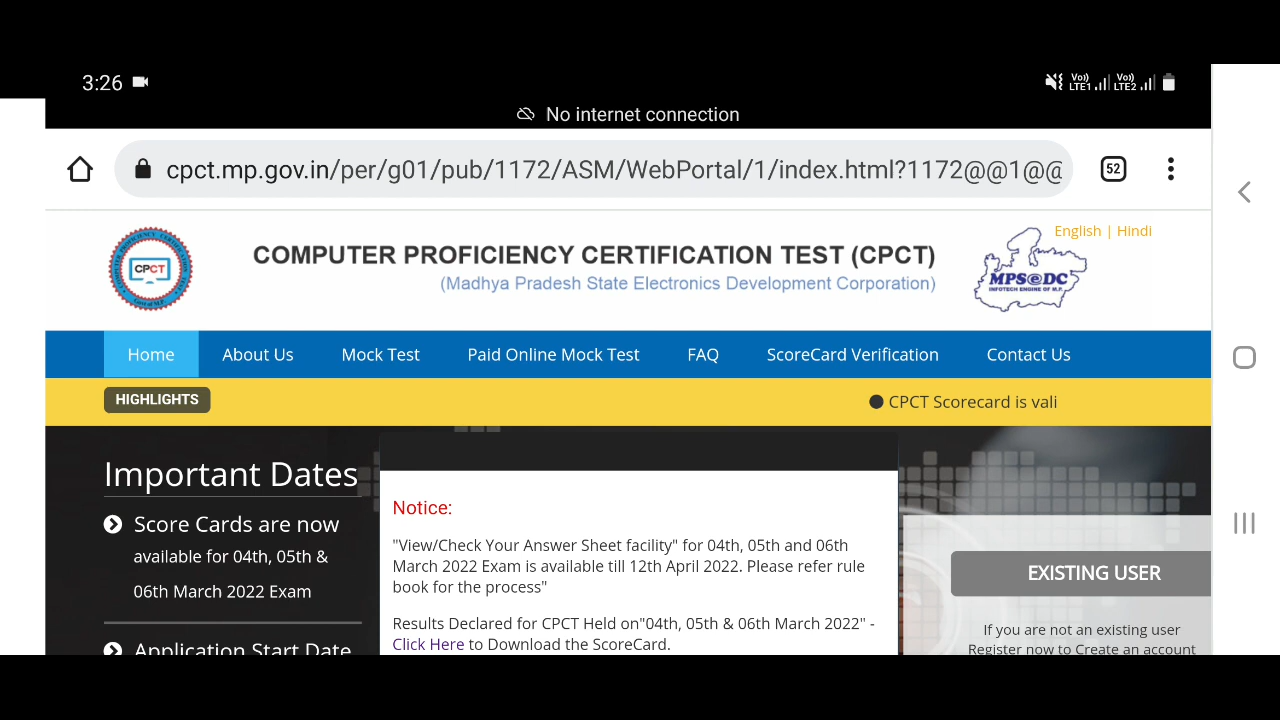 3:26
Vo)) LTE1 Vo)) LTE2
No internet connection
cpct.mp.gov.in/per/g01/pub/1172/ASM/WebPortal/1/index.html?1172@@1@@
52
CPCT
COMPUTER PROFICIENCY CERTIFICATION TEST (CPCT)
(Madhya Pradesh State Electronics Development Corporation)
English | Hindi
MPS@DC
INFOTECH ENGINE OF M.P.
Home About Us Mock Test Paid Online Mock Test FAQ ScoreCard Verification Contact Us
HIGHLIGHTS
CPCT Scorecard is vali
Important Dates
Score Cards are now
available for 04th, 05th &
06th March 2022 Exam
Application Start Date
Notice:
"View/Check Your Answer Sheet facility" for 04th, 05th and 06th
March 2022 Exam is available till 12th April 2022. Please refer rule
book for the process"
Results Declared for CPCT Held on"04th, 05th & 06th March 2022" -
Click Here to Download the ScoreCard.
EXISTING USER
If you are not an existing user
Register now to Create an account